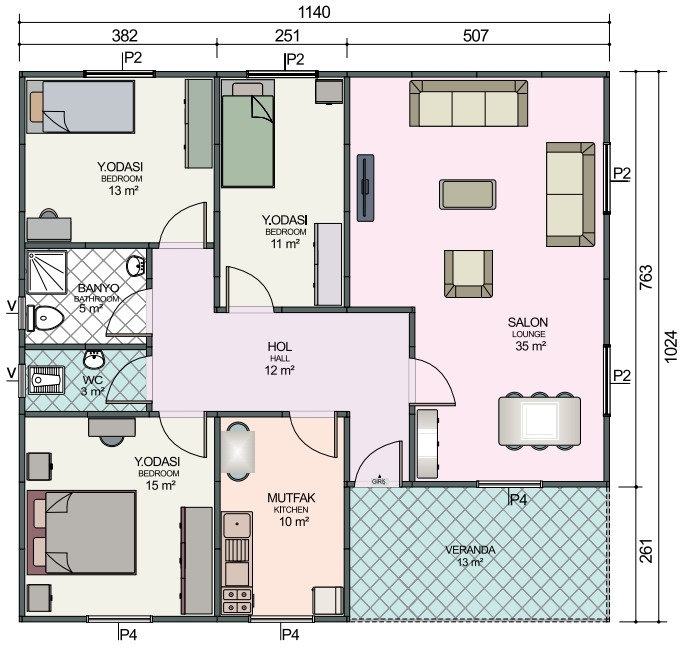 1140
382
251
507
P2
P2
Y.ODASI
BEDROOM
13 m²
Y.ODASI
BEDROOM
11 m²
P2
763
1024
BANYO
BATHROOM
5 m²
V
HOL
HALL
12 m²
SALON
LOUNGE
35 m²
V
WC
3 m²
P2
Y.ODASI
BEDROOM
15 m²
GİRİŞ
MUTFAK
KITCHEN
10 m²
P4
VERANDA
13 m²
261
P4
P4